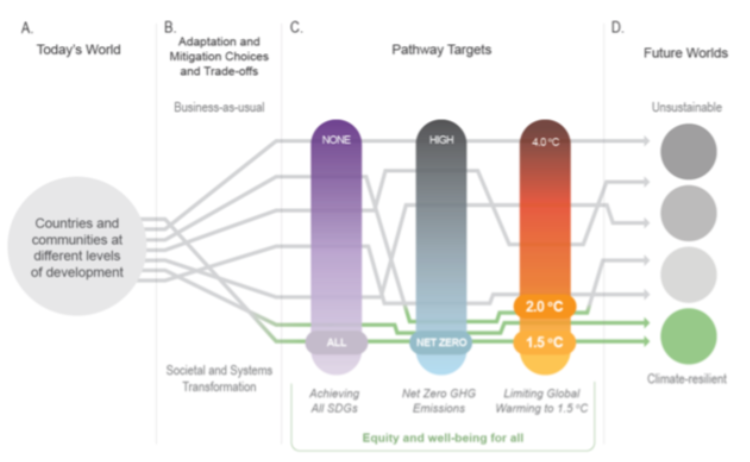 A.
Today's World
B.
Adaptation and
Mitigation Choices
and Trade-offs
Business-as-usual
C.
Pathway Targets
D.
Future Worlds
Unsustainable
NONE
HIGH
4.0 °C
Countries and
communities at
different levels
of development
2.0 °C
ALL
NET ZERO
1.5 °C
Societal and Systems
Transformation
Climate-resilient
Achieving
All SDGs
Net Zero GHG
Emissions
Limiting Global
Warming to 1.5 °C
Equity and well-being for all